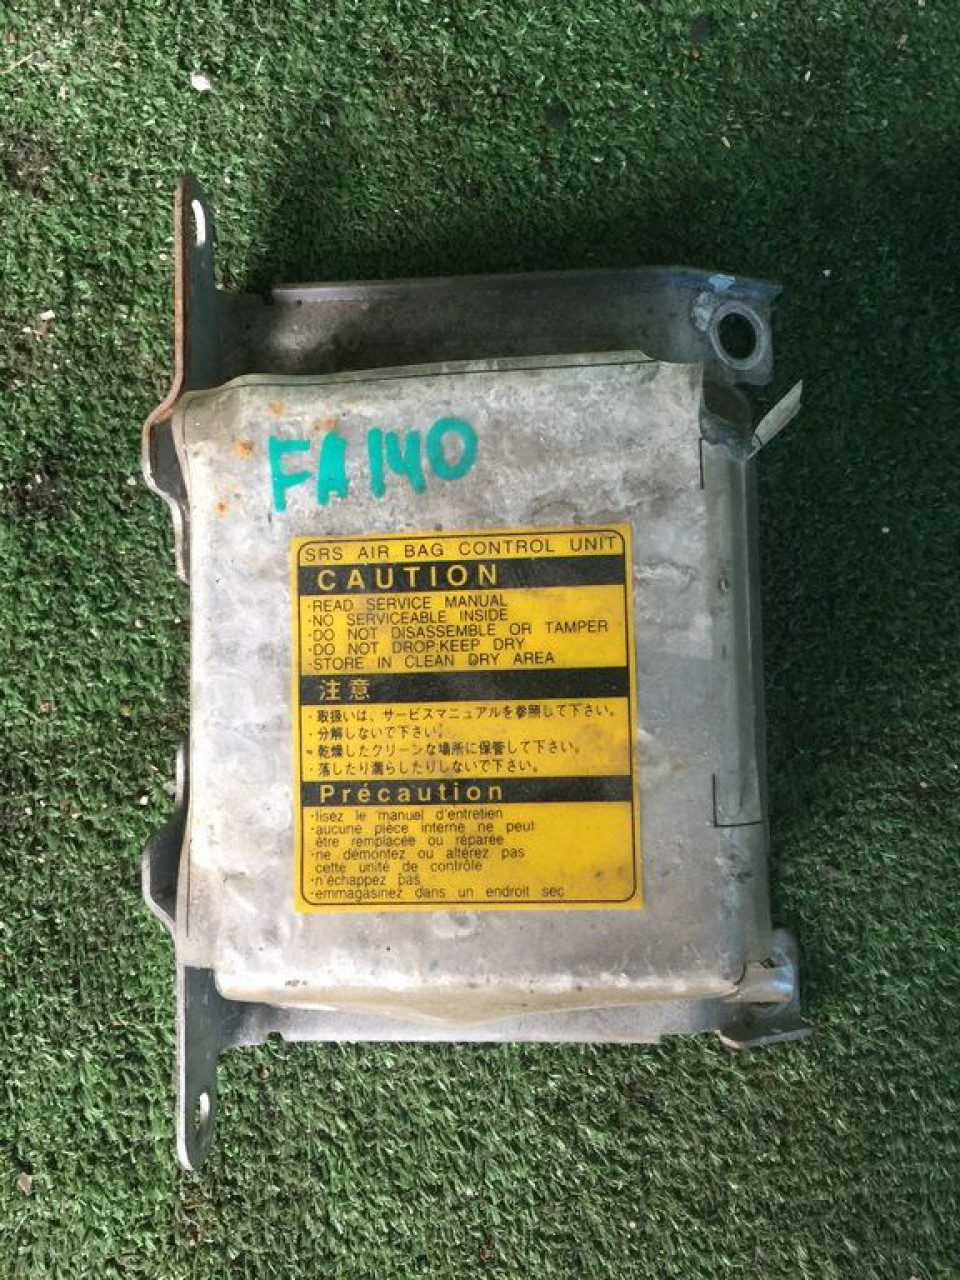 FA140
SRS AIR BAG CONTROL UNIT
CAUTION
·READ SERVICE MANUAL
·NO SERVICEABLE INSIDE
·DO NOT DISASSEMBLE OR TAMPER
·DO NOT DROP:KEEP DRY
·STORE IN CLEAN DRY AREA
注意
・取扱いは、サービスマニュアルを参照して下さい。
・分解しないで下さい。
・乾燥したクリーンな場所に保管して下さい。
・落したり濡らしたりしないで下さい。
Précaution
·lisez le manuel d'entretien
·aucune pièce interne ne peut
être remplacée ou réparée
·ne démontez ou altérez pas
cette unité de contrôle
·n'échappez pas
·emmagasinez dans un endroit sec